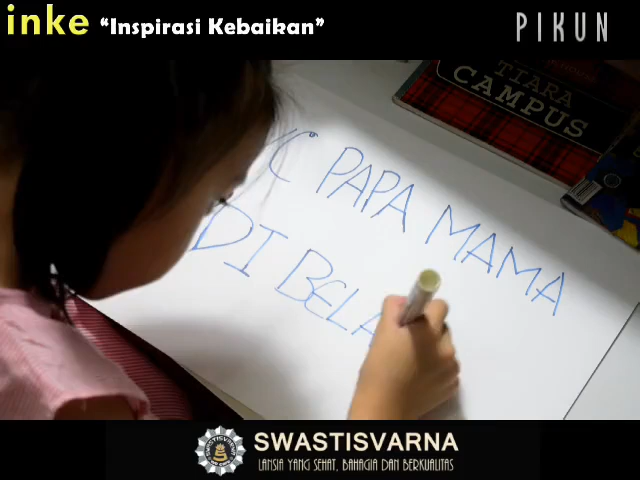 inke “Inspirasi Kebaikan”
PIKUN
TIARA
CAMPUS
C PAPA MAMA
DI BELA
SWASTISVARNA
LANSIA YANG SEHAT, BAHAGIA DAN BERKUALITAS